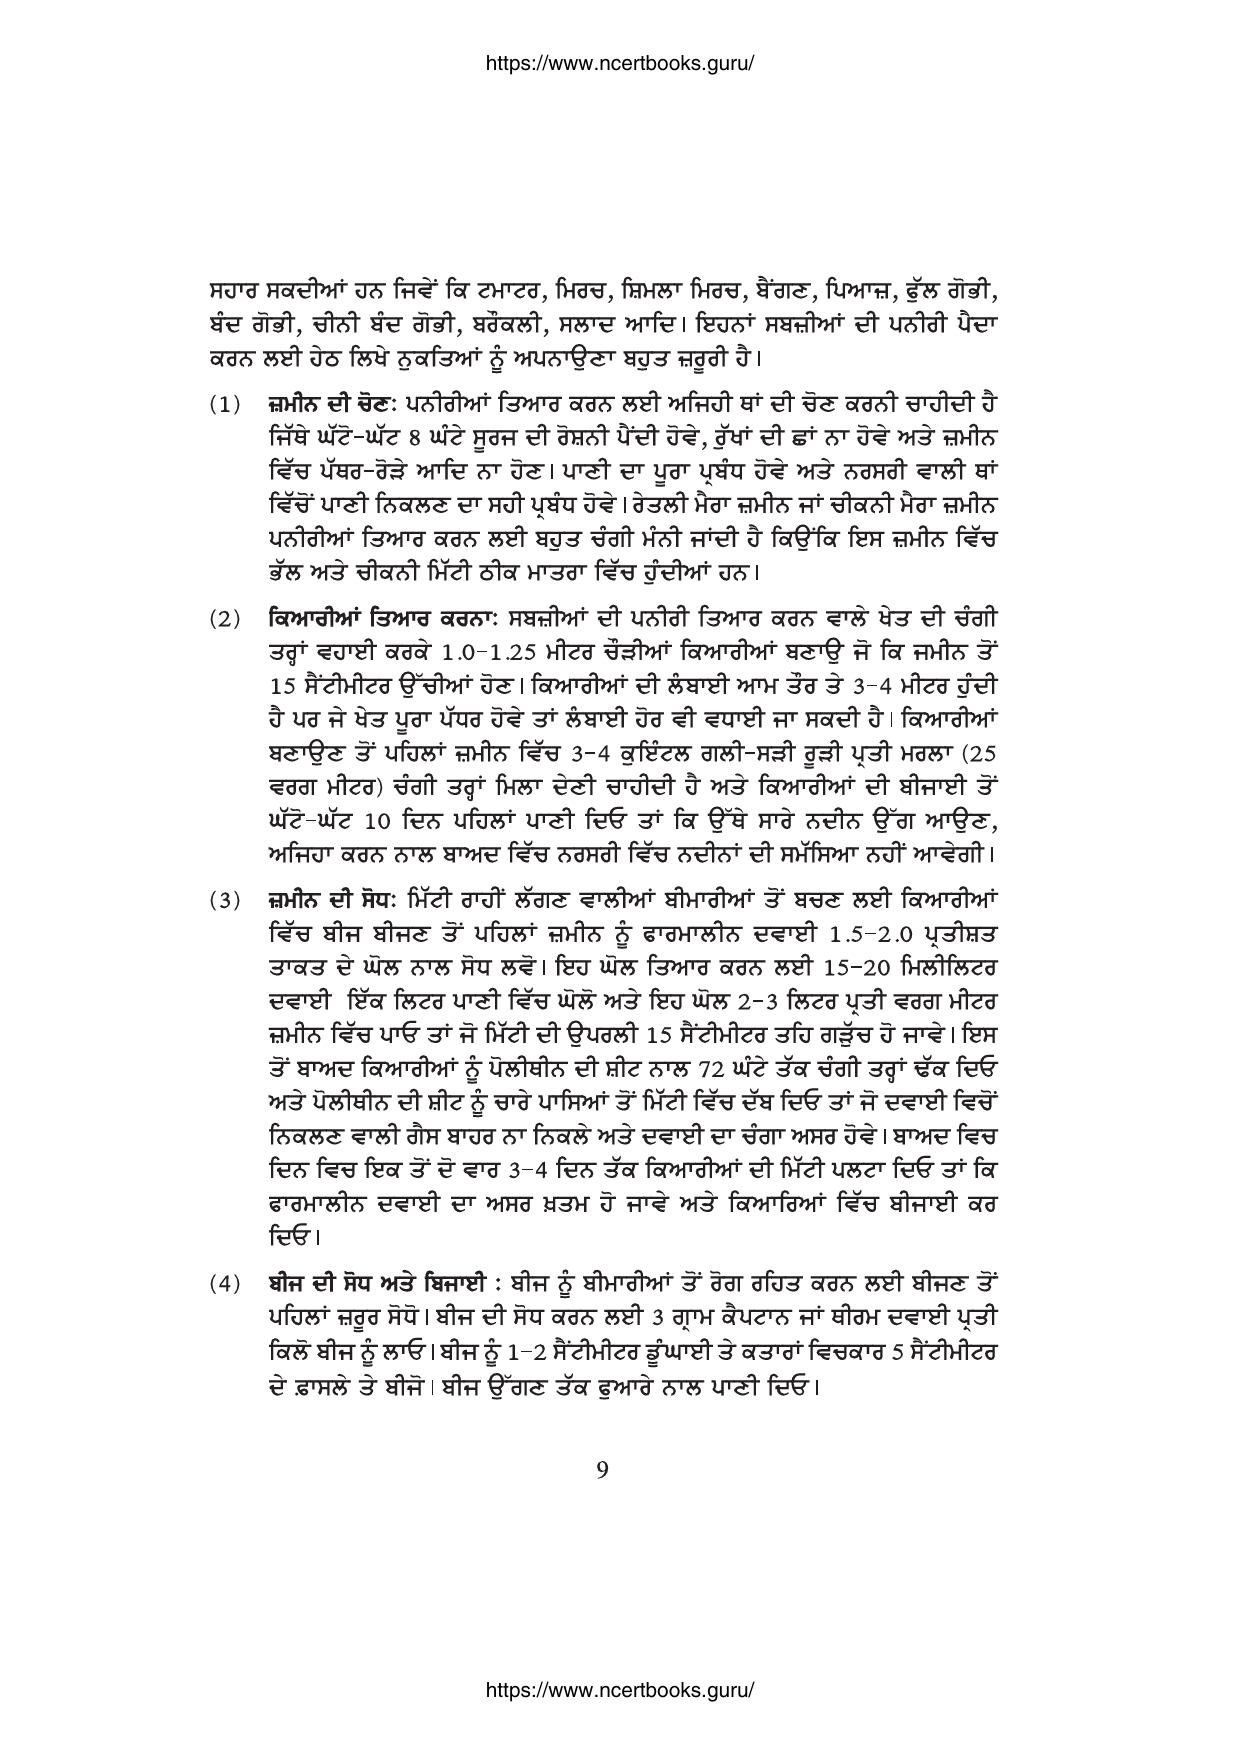 https://www.ncertbooks.guru/
ਸਹਾਰ ਸਕਦੀਆਂ ਹਨ ਜਿਵੇਂ ਕਿ ਟਮਾਟਰ, ਮਿਰਚ, ਸ਼ਿਮਲਾ ਮਿਰਚ, ਬੈਂਗਣ, ਪਿਆਜ਼, ਫੁੱਲ ਗੋਭੀ,
ਬੰਦ ਗੋਭੀ, ਚੀਨੀ ਬੰਦ ਗੋਭੀ, ਬਰੌਕਲੀ, ਸਲਾਦ ਆਦਿ। ਇਹਨਾਂ ਸਬਜ਼ੀਆਂ ਦੀ ਪਨੀਰੀ ਪੈਦਾ
ਕਰਨ ਲਈ ਹੇਠ ਲਿਖੇ ਨੁਕਤਿਆਂ ਨੂੰ ਅਪਨਾਉਣਾ ਬਹੁਤ ਜ਼ਰੂਰੀ ਹੈ।
(1) ਜ਼ਮੀਨ ਦੀ ਚੋਣ: ਪਨੀਰੀਆਂ ਤਿਆਰ ਕਰਨ ਲਈ ਅਜਿਹੀ ਥਾਂ ਦੀ ਚੋਣ ਕਰਨੀ ਚਾਹੀਦੀ ਹੈ
ਜਿੱਥੇ ਘੱਟੋ-ਘੱਟ 8 ਘੰਟੇ ਸੂਰਜ ਦੀ ਰੋਸ਼ਨੀ ਪੈਂਦੀ ਹੋਵੇ, ਰੁੱਖਾਂ ਦੀ ਛਾਂ ਨਾ ਹੋਵੇ ਅਤੇ ਜ਼ਮੀਨ
ਵਿੱਚ ਪੱਥਰ-ਰੋੜੇ ਆਦਿ ਨਾ ਹੋਣ। ਪਾਣੀ ਦਾ ਪੂਰਾ ਪ੍ਰਬੰਧ ਹੋਵੇ ਅਤੇ ਨਰਸਰੀ ਵਾਲੀ ਥਾਂ
ਵਿੱਚੋਂ ਪਾਣੀ ਨਿਕਲਣ ਦਾ ਸਹੀ ਪ੍ਰਬੰਧ ਹੋਵੇ। ਰੇਤਲੀ ਮੈਰਾ ਜ਼ਮੀਨ ਜਾਂ ਚੀਕਨੀ ਮੈਰਾ ਜ਼ਮੀਨ
ਪਨੀਰੀਆਂ ਤਿਆਰ ਕਰਨ ਲਈ ਬਹੁਤ ਚੰਗੀ ਮੰਨੀ ਜਾਂਦੀ ਹੈ ਕਿਉਂਕਿ ਇਸ ਜ਼ਮੀਨ ਵਿੱਚ
ਭੱਲ ਅਤੇ ਚੀਕਨੀ ਮਿੱਟੀ ਠੀਕ ਮਾਤਰਾ ਵਿੱਚ ਹੁੰਦੀਆਂ ਹਨ।
(2) ਕਿਆਰੀਆਂ ਤਿਆਰ ਕਰਨਾ: ਸਬਜ਼ੀਆਂ ਦੀ ਪਨੀਰੀ ਤਿਆਰ ਕਰਨ ਵਾਲੇ ਖੇਤ ਦੀ ਚੰਗੀ
ਤਰ੍ਹਾਂ ਵਹਾਈ ਕਰਕੇ 1.0-1.25 ਮੀਟਰ ਚੌੜੀਆਂ ਕਿਆਰੀਆਂ ਬਣਾਉ ਜੋ ਕਿ ਜਮੀਨ ਤੋਂ
15 ਸੈਂਟੀਮੀਟਰ ਉੱਚੀਆਂ ਹੋਣ। ਕਿਆਰੀਆਂ ਦੀ ਲੰਬਾਈ ਆਮ ਤੌਰ ਤੇ 3-4 ਮੀਟਰ ਹੁੰਦੀ
ਹੈ ਪਰ ਜੇ ਖੇਤ ਪੂਰਾ ਪੱਧਰ ਹੋਵੇ ਤਾਂ ਲੰਬਾਈ ਹੋਰ ਵੀ ਵਧਾਈ ਜਾ ਸਕਦੀ ਹੈ। ਕਿਆਰੀਆਂ
ਬਣਾਉਣ ਤੋਂ ਪਹਿਲਾਂ ਜ਼ਮੀਨ ਵਿੱਚ 3-4 ਕੁਇੰਟਲ ਗਲੀ-ਸੜੀ ਰੂੜੀ ਪ੍ਰਤੀ ਮਰਲਾ (25
ਵਰਗ ਮੀਟਰ) ਚੰਗੀ ਤਰ੍ਹਾਂ ਮਿਲਾ ਦੇਣੀ ਚਾਹੀਦੀ ਹੈ ਅਤੇ ਕਿਆਰੀਆਂ ਦੀ ਬੀਜਾਈ ਤੋਂ
ਘੱਟੋ-ਘੱਟ 10 ਦਿਨ ਪਹਿਲਾਂ ਪਾਣੀ ਦਿਓ ਤਾਂ ਕਿ ਉੱਥੇ ਸਾਰੇ ਨਦੀਨ ਉੱਗ ਆਉਣ,
ਅਜਿਹਾ ਕਰਨ ਨਾਲ ਬਾਅਦ ਵਿੱਚ ਨਰਸਰੀ ਵਿੱਚ ਨਦੀਨਾਂ ਦੀ ਸਮੱਸਿਆ ਨਹੀਂ ਆਵੇਗੀ।
(3) ਜ਼ਮੀਨ ਦੀ ਸੋਧ: ਮਿੱਟੀ ਰਾਹੀਂ ਲੱਗਣ ਵਾਲੀਆਂ ਬੀਮਾਰੀਆਂ ਤੋਂ ਬਚਣ ਲਈ ਕਿਆਰੀਆਂ
ਵਿੱਚ ਬੀਜ ਬੀਜਣ ਤੋਂ ਪਹਿਲਾਂ ਜ਼ਮੀਨ ਨੂੰ ਫਾਰਮਾਲੀਨ ਦਵਾਈ 1.5-2.0 ਪ੍ਰਤੀਸ਼ਤ
ਤਾਕਤ ਦੇ ਘੋਲ ਨਾਲ ਸੋਧ ਲਵੋ। ਇਹ ਘੋਲ ਤਿਆਰ ਕਰਨ ਲਈ 15-20 ਮਿਲੀਲਿਟਰ
ਦਵਾਈ ਇੱਕ ਲਿਟਰ ਪਾਣੀ ਵਿੱਚ ਘੋਲੋ ਅਤੇ ਇਹ ਘੋਲ 2-3 ਲਿਟਰ ਪ੍ਰਤੀ ਵਰਗ ਮੀਟਰ
ਜ਼ਮੀਨ ਵਿੱਚ ਪਾਓ ਤਾਂ ਜੋ ਮਿੱਟੀ ਦੀ ਉਪਰਲੀ 15 ਸੈਂਟੀਮੀਟਰ ਤਹਿ ਗੜੁੱਚ ਹੋ ਜਾਵੇ। ਇਸ
ਤੋਂ ਬਾਅਦ ਕਿਆਰੀਆਂ ਨੂੰ ਪੋਲੀਥੀਨ ਦੀ ਸ਼ੀਟ ਨਾਲ 72 ਘੰਟੇ ਤੱਕ ਚੰਗੀ ਤਰ੍ਹਾਂ ਢੱਕ ਦਿਓ
ਅਤੇ ਪੋਲੀਥੀਨ ਦੀ ਸ਼ੀਟ ਨੂੰ ਚਾਰੇ ਪਾਸਿਆਂ ਤੋਂ ਮਿੱਟੀ ਵਿੱਚ ਦੱਬ ਦਿਓ ਤਾਂ ਜੋ ਦਵਾਈ ਵਿਚੋਂ
ਨਿਕਲਣ ਵਾਲੀ ਗੈਸ ਬਾਹਰ ਨਾ ਨਿਕਲੇ ਅਤੇ ਦਵਾਈ ਦਾ ਚੰਗਾ ਅਸਰ ਹੋਵੇ। ਬਾਅਦ ਵਿਚ
ਦਿਨ ਵਿਚ ਇਕ ਤੋਂ ਦੋ ਵਾਰ 3-4 ਦਿਨ ਤੱਕ ਕਿਆਰੀਆਂ ਦੀ ਮਿੱਟੀ ਪਲਟਾ ਦਿਓ ਤਾਂ ਕਿ
ਫਾਰਮਾਲੀਨ ਦਵਾਈ ਦਾ ਅਸਰ ਖ਼ਤਮ ਹੋ ਜਾਵੇ ਅਤੇ ਕਿਆਰਿਆਂ ਵਿੱਚ ਬੀਜਾਈ ਕਰ
ਦਿਓ।
(4) ਬੀਜ ਦੀ ਸੋਧ ਅਤੇ ਬਿਜਾਈ : ਬੀਜ ਨੂੰ ਬੀਮਾਰੀਆਂ ਤੋਂ ਰੋਗ ਰਹਿਤ ਕਰਨ ਲਈ ਬੀਜਣ ਤੋਂ
ਪਹਿਲਾਂ ਜ਼ਰੂਰ ਸੋਧੋ। ਬੀਜ ਦੀ ਸੋਧ ਕਰਨ ਲਈ 3 ਗ੍ਰਾਮ ਕੈਪਟਾਨ ਜਾਂ ਥੀਰਮ ਦਵਾਈ ਪ੍ਰਤੀ
ਕਿਲੋ ਬੀਜ ਨੂੰ ਲਾਓ। ਬੀਜ ਨੂੰ 1-2 ਸੈਂਟੀਮੀਟਰ ਡੂੰਘਾਈ ਤੇ ਕਤਾਰਾਂ ਵਿਚਕਾਰ 5 ਸੈਂਟੀਮੀਟਰ
ਦੇ ਫ਼ਾਸਲੇ ਤੇ ਬੀਜੋ। ਬੀਜ ਉੱਗਣ ਤੱਕ ਫੁਆਰੇ ਨਾਲ ਪਾਣੀ ਦਿਓ।
9
https://www.ncertbooks.guru/